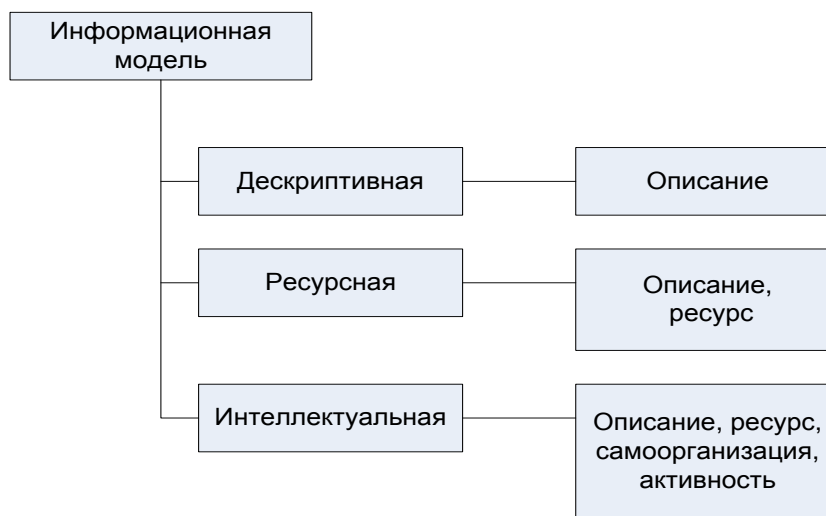 Информационная
модель
Дескриптивная
Описание
Ресурсная
Описание,
ресурс
Интеллектуальная
Описание, ресурс,
самоорганизация,
активность